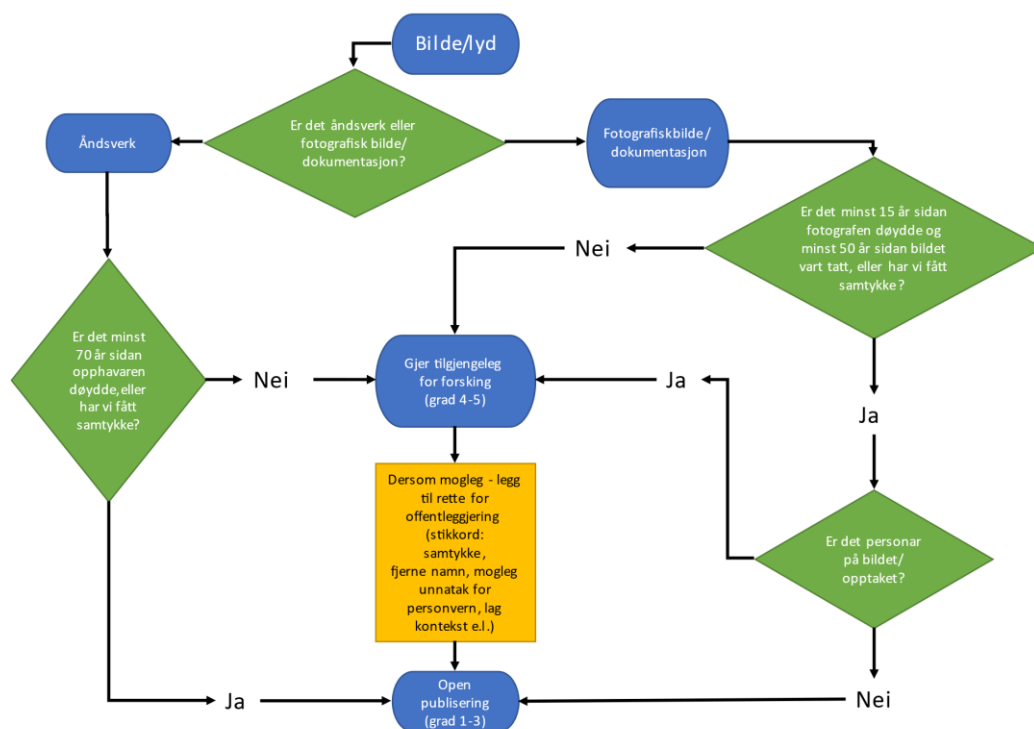 Bilde/lyd
Er det åndsverk eller
fotografisk bilde/
dokumentasjon?
Åndsverk
Fotografiskbilde/
dokumentasjon
Er det minst 15 år sidan
fotografen døydde og
minst 50 år sidan bildet
vart tatt, eller har vi fått
samtykke?
Nei
Er det minst
70 år sidan
opphavaren
døydde,eller
har vi fått
samtykke?
Nei
Gjer tilgjengeleg
for forsking
(grad 4-5)
Ja
Ja
Dersom mogleg - legg
til rette for
offentleggjering
(stikkord:
samtykke,
fjerne namn, mogleg
unnatak for
personvern, lag
kontekst e.l.)
Er det personar
på bildet/
opptaket?
Ja
Open
publisering
(grad 1-3)
Nei